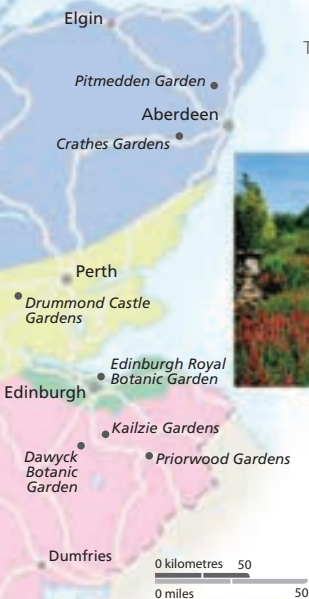 Elgin
T
Pitmedden Garden
Aberdeen
Crathes Gardens
Perth
Drummond Castle
Gardens
Edinburgh Royal
Botanic Garden
Edinburgh
Kailzie Gardens
Dawyck
Botanic
Garden
Priorwood Gardens
Dumfries
0 kilometres 50
0 miles 50